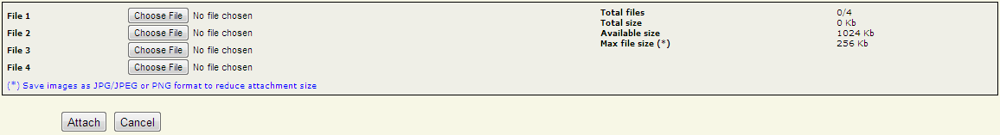 File 1 Choose File No file chosen Total files 0/4
Total size 0 Kb
File 2 Choose File No file chosen Available size 1024 Kb
Max file size (*) 256 Kb
File 3 Choose File No file chosen
File 4 Choose File No file chosen
(*) Save images as JPG/JPEG or PNG format to reduce attachment size
Attach Cancel